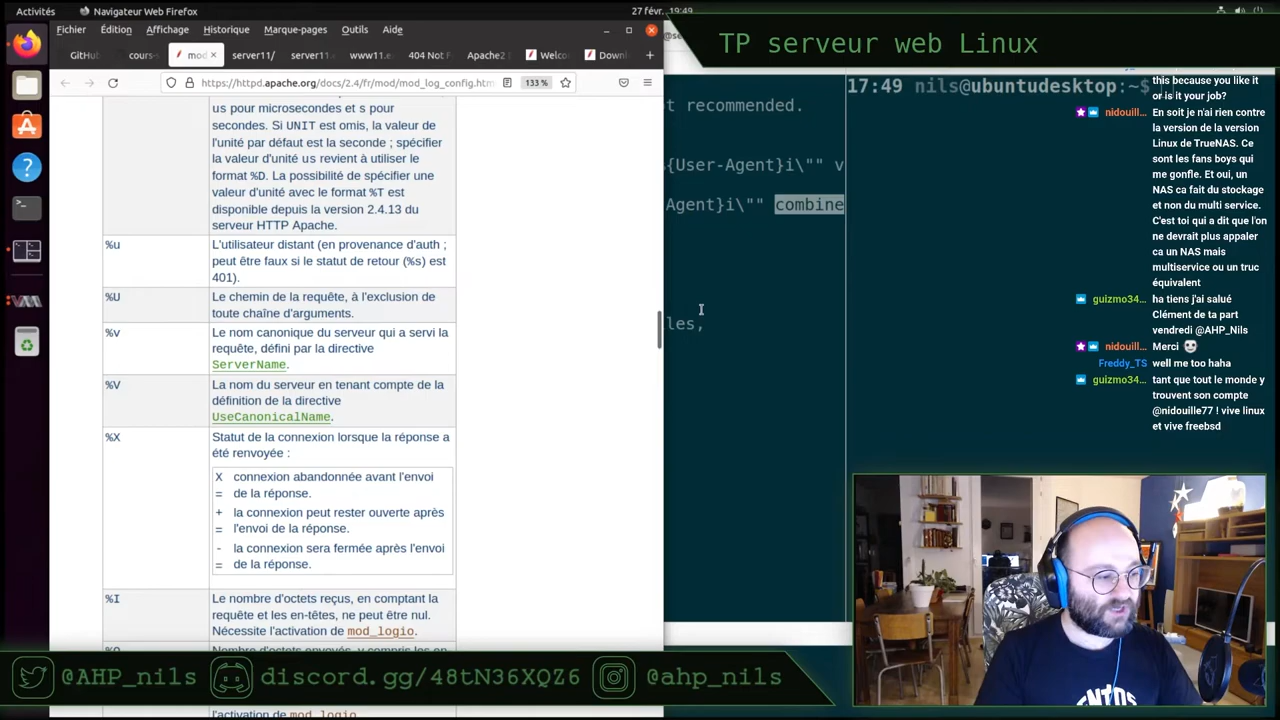 Activités
Navigateur Web Firefox
27 févr. 19:49
TP serveur web Linux
Fichier Édition Affichage Historique Marque-pages Outils Aide
GitHub
cours-
mod
server11/
server11.
www11.e
404 Not F
Apache2
Welco
Downl
https://httpd.apache.org/docs/2.4/fr/mod/mod_log_config.htm
133 %
us pour microsecondes et s pour
secondes. Si UNIT est omis, la valeur de
l'unité par défaut est la seconde ; spécifier
la valeur d'unité us revient à utiliser le
format %D. La possibilité de spécifier une
valeur d'unité avec le format %T est
disponible depuis la version 2.4.13 du
serveur HTTP Apache.
%u
L'utilisateur distant (en provenance d'auth ;
peut être faux si le statut de retour (%s) est
401).
%U
Le chemin de la requête, à l'exclusion de
toute chaîne d'arguments.
%v
Le nom canonique du serveur qui a servi la
requête, défini par la directive
ServerName.
%V
La nom du serveur en tenant compte de la
définition de la directive
UseCanonicalName.
%X
Statut de la connexion lorsque la réponse a
été renvoyée :
X connexion abandonnée avant l'envoi
= de la réponse.
+ la connexion peut rester ouverte après
= l'envoi de la réponse.
- la connexion sera fermée après l'envoi
= de la réponse.
%I
Le nombre d'octets reçus, en comptant la
requête et les en-têtes, ne peut être nul.
Nécessite l'activation de mod_logio.
l'activation de mod_logio.
t recommended.
{User-Agent}i\"" v
Agent}i\"" combine
les,
17:49 nils@ubuntudesktop:~$
this because you like it
or is it your job?
nidouill... En soit je n'ai rien contre
la version de la version
Linux de TrueNAS. Ce
sont les fans boys qui
me gonfle. Et oui, un
NAS ca fait du stockage
et non du multi service.
C'est toi qui a dit que l'on
ne devrait plus appaler
ca un NAS mais
multiservice ou un truc
équivalent
guizmo34... ha tiens j'ai salué
Clément de ta part
vendredi @AHP_Nils
nidouill... Merci
Freddy_TS well me too haha
guizmo34... tant que tout le monde y
trouvent son compte
@nidouille77 ! vive linux
et vive freebsd
@AHP_nils
discord.gg/48tN36XQZ6
@ahp_nils